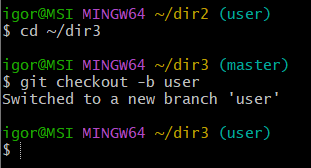 igor@MSI MINGW64 ~/dir2 (user)
$ cd ~/dir3
igor@MSI MINGW64 ~/dir3 (master)
$ git checkout -b user
Switched to a new branch 'user'
igor@MSI MINGW64 ~/dir3 (user)
$